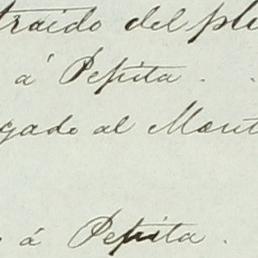 traido del pl
á Pepita . .
gado al Mont
á Pepita .